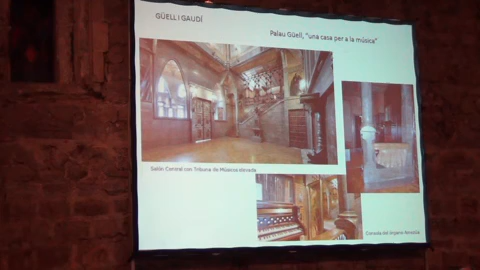 GÜELL I GAUDÍ
Palau Güell, "una casa per a la música"
Salón Central con Tribuna de Músicos elevada
Consola del órgano